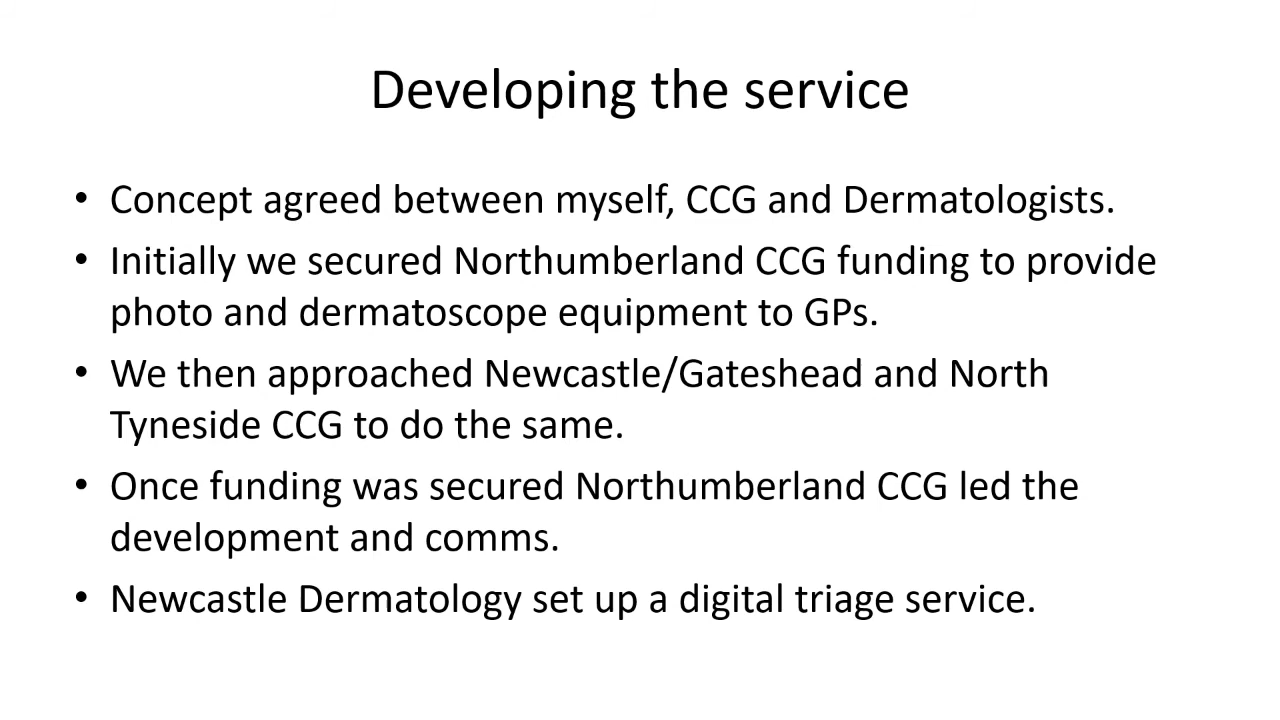 Developing the service
• Concept agreed between myself, CCG and Dermatologists.
• Initially we secured Northumberland CCG funding to provide
photo and dermatoscope equipment to GPs.
• We then approached Newcastle/Gateshead and North
Tyneside CCG to do the same.
• Once funding was secured Northumberland CCG led the
development and comms.
• Newcastle Dermatology set up a digital triage service.